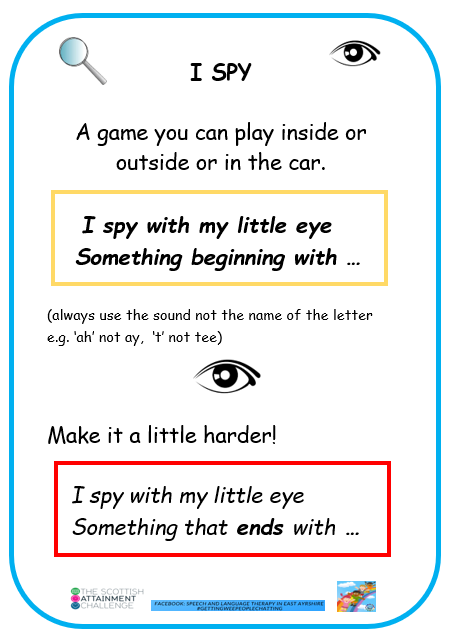 I SPY
A game you can play inside or
outside or in the car.
I spy with my little eye
Something beginning with …
(always use the sound not the name of the letter
e.g. ‘ah’ not ay,  ‘t’ not tee)
Make it a little harder!
I spy with my little eye
Something that ends with …
THE SCOTTISH
ATTAINMENT
CHALLENGE
FACEBOOK: SPEECH AND LANGUAGE THERAPY IN EAST AYRSHIRE
#GETTINGWEEPEOPLECHATTING